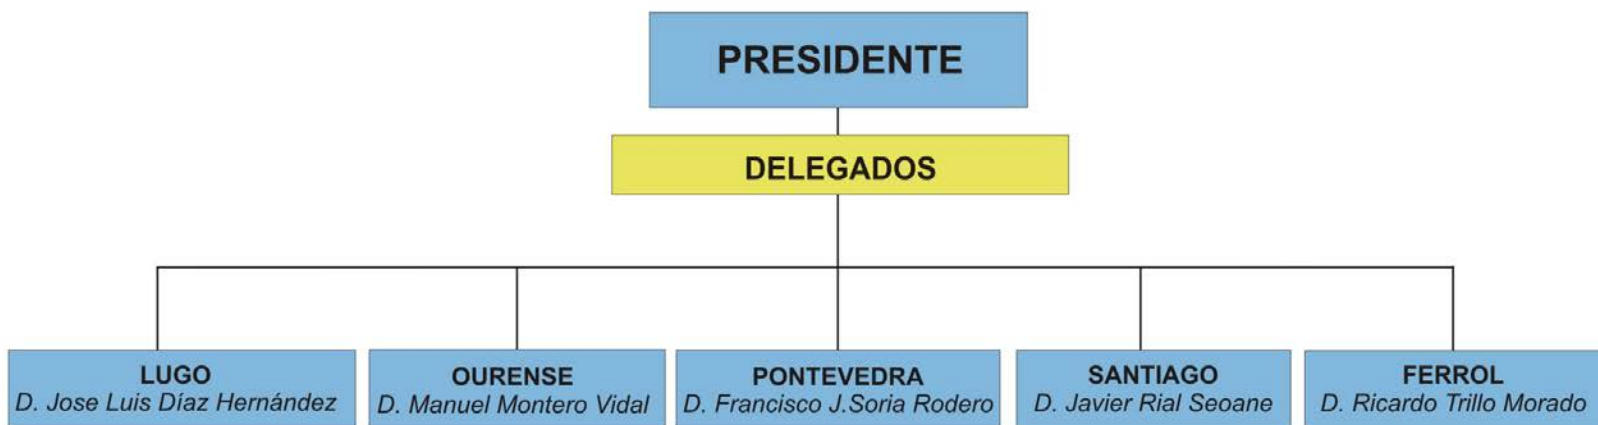 PRESIDENTE
DELEGADOS
LUGO
D. Jose Luis Díaz Hernández
OURENSE
D. Manuel Montero Vidal
PONTEVEDRA
D. Francisco J.Soria Rodero
SANTIAGO
D. Javier Rial Seoane
FERROL
D. Ricardo Trillo Morado